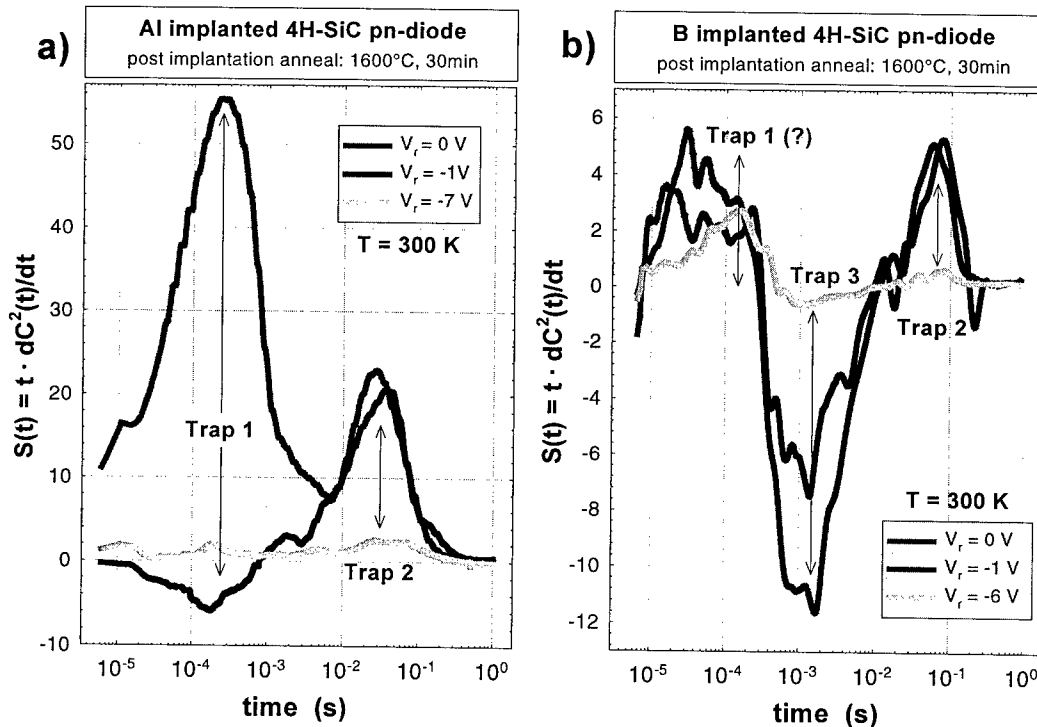 a)
Al implanted 4H-SiC pn-diode
post implantation anneal: 1600°C, 30min
S(t) = t · dC²(t)/dt
50
40
30
20
10
0
-10
V_r = 0 V
V_r = -1V
V_r = -7 V
T = 300 K
Trap 1
Trap 2
10⁻⁵
10⁻⁴
10⁻³
10⁻²
10⁻¹
10⁰
time (s)
b)
B implanted 4H-SiC pn-diode
post implantation anneal: 1600°C, 30min
S(t) = t · dC²(t)/dt
6
4
2
0
-2
-4
-6
-8
-10
-12
Trap 1 (?)
Trap 3
Trap 2
T = 300 K
V_r = 0 V
V_r = -1 V
V_r = -6 V
10⁻⁵
10⁻⁴
10⁻³
10⁻²
10⁻¹
10⁰
time (s)